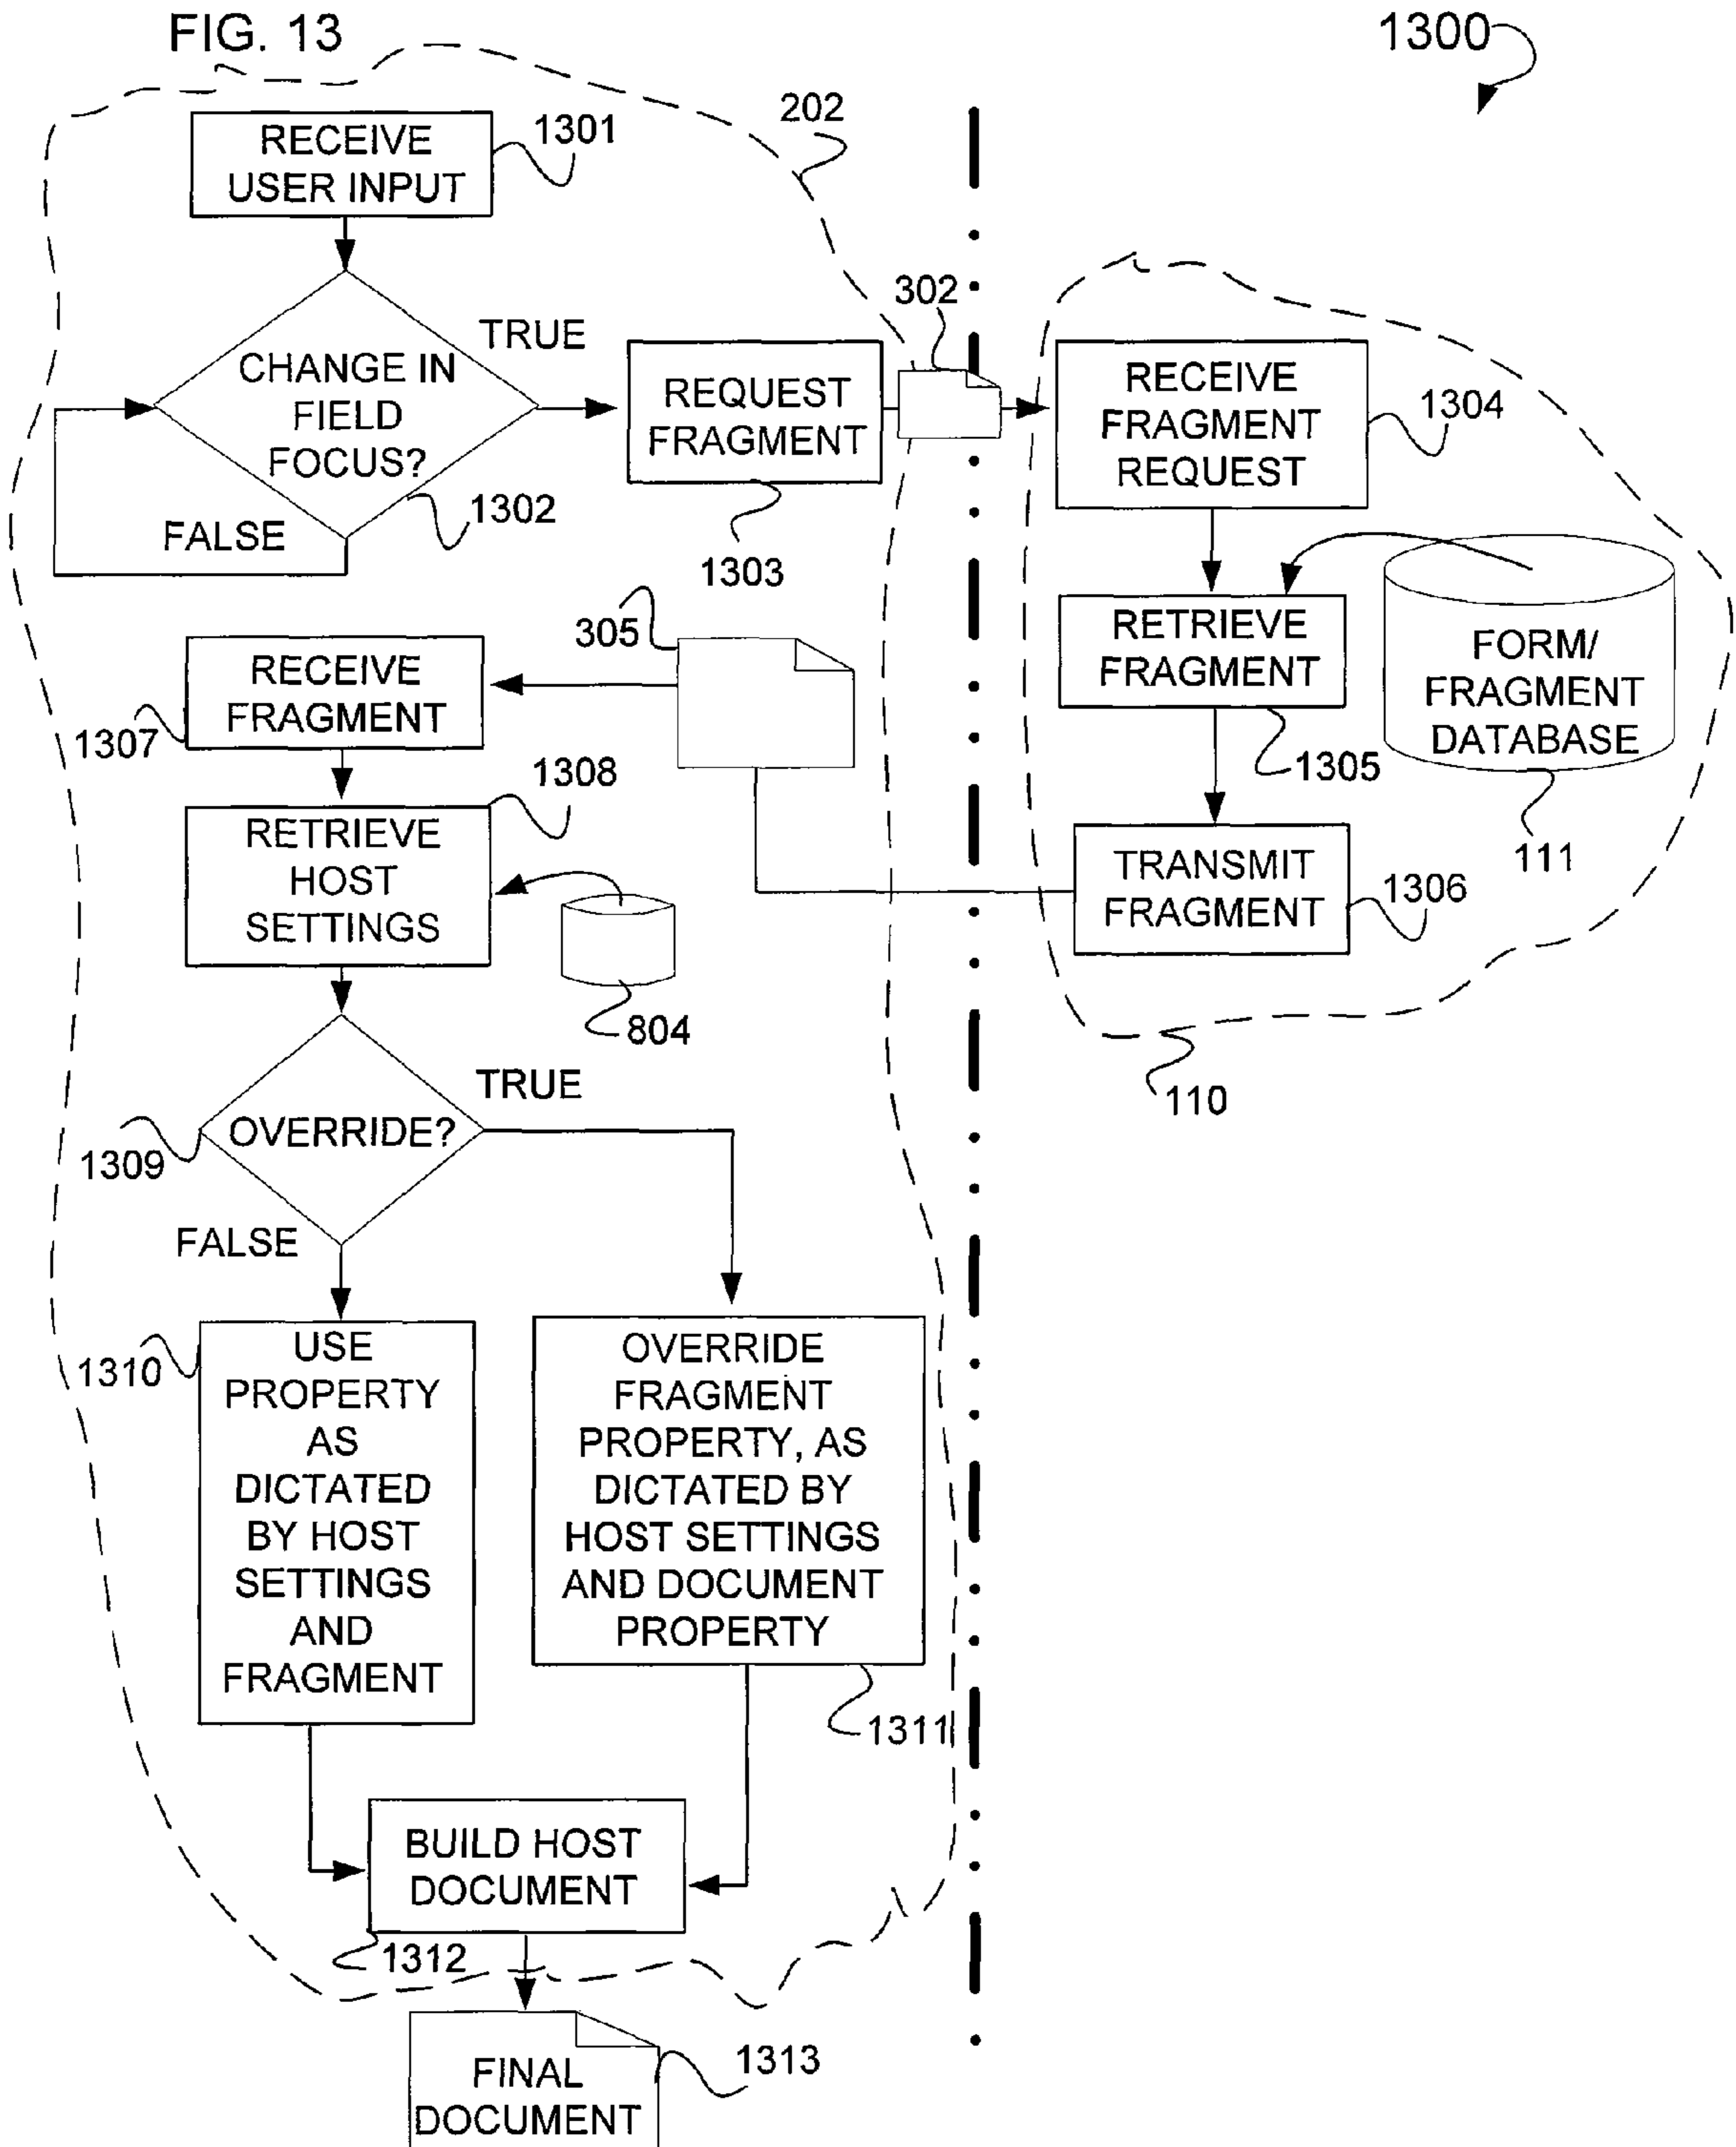 FIG. 13
1300
202
RECEIVE
USER INPUT
1301
CHANGE IN
FIELD
FOCUS?
TRUE
FALSE
1302
REQUEST
FRAGMENT
1303
302
RECEIVE
FRAGMENT
REQUEST
1304
RETRIEVE
FRAGMENT
1305
FORM/
FRAGMENT
DATABASE
111
TRANSMIT
FRAGMENT
1306
110
305
RECEIVE
FRAGMENT
1307
RETRIEVE
HOST
SETTINGS
1308
804
OVERRIDE?
1309
TRUE
FALSE
USE
PROPERTY
AS
DICTATED
BY HOST
SETTINGS
AND
FRAGMENT
1310
OVERRIDE
FRAGMENT
PROPERTY, AS
DICTATED BY
HOST SETTINGS
AND DOCUMENT
PROPERTY
1311
BUILD HOST
DOCUMENT
1312
FINAL
DOCUMENT
1313